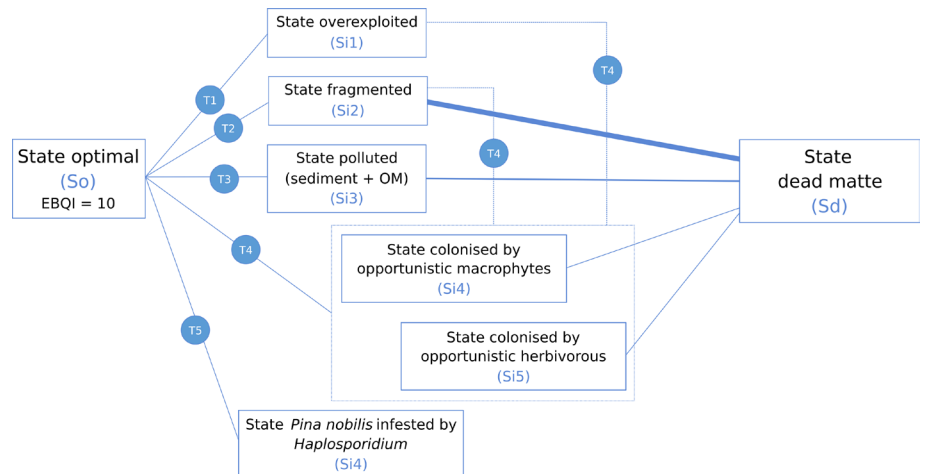 State overexploited
(Si1)
T4
State fragmented
(Si2)
T1
T2
T4
State optimal
(So)
EBQI = 10
T3
State polluted
(sediment + OM)
(Si3)
State
dead matte
(Sd)
T4
State colonised by
opportunistic macrophytes
(Si4)
T5
State colonised by
opportunistic herbivorous
(Si5)
State Pina nobilis infested by
Haplosporidium
(Si4)